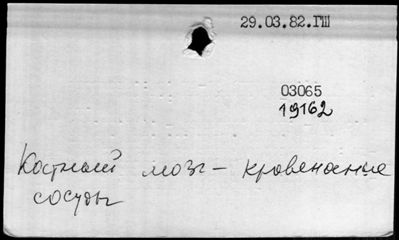 29.03.82.ГШ
03065
19162
Костный мозг – кровеносные
сосуды